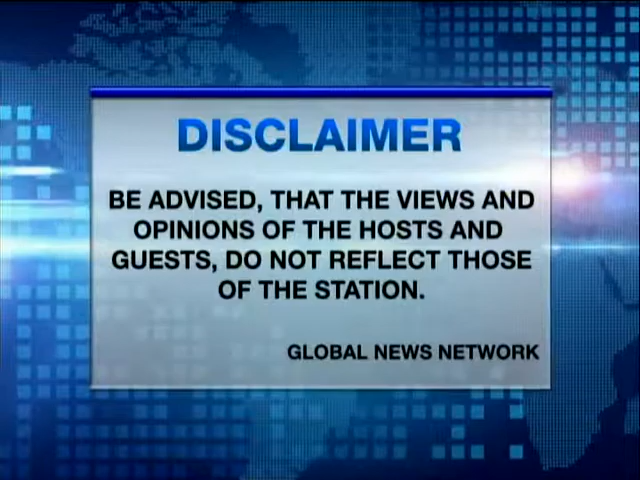 DISCLAIMER
BE ADVISED, THAT THE VIEWS AND
OPINIONS OF THE HOSTS AND
GUESTS, DO NOT REFLECT THOSE
OF THE STATION.
GLOBAL NEWS NETWORK